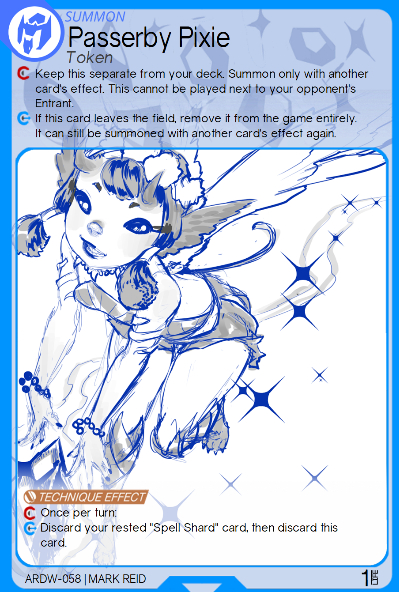 SUMMON
Passerby Pixie
Token
Keep this separate from your deck. Summon only with another
card's effect. This cannot be played next to your opponent's
Entrant.
If this card leaves the field, remove it from the game entirely.
It can still be summoned with another card's effect again.
TECHNIQUE EFFECT
Once per turn:
Discard your rested "Spell Shard" card, then discard this
card.
ARDW-058 | MARK REID
1 LIFE